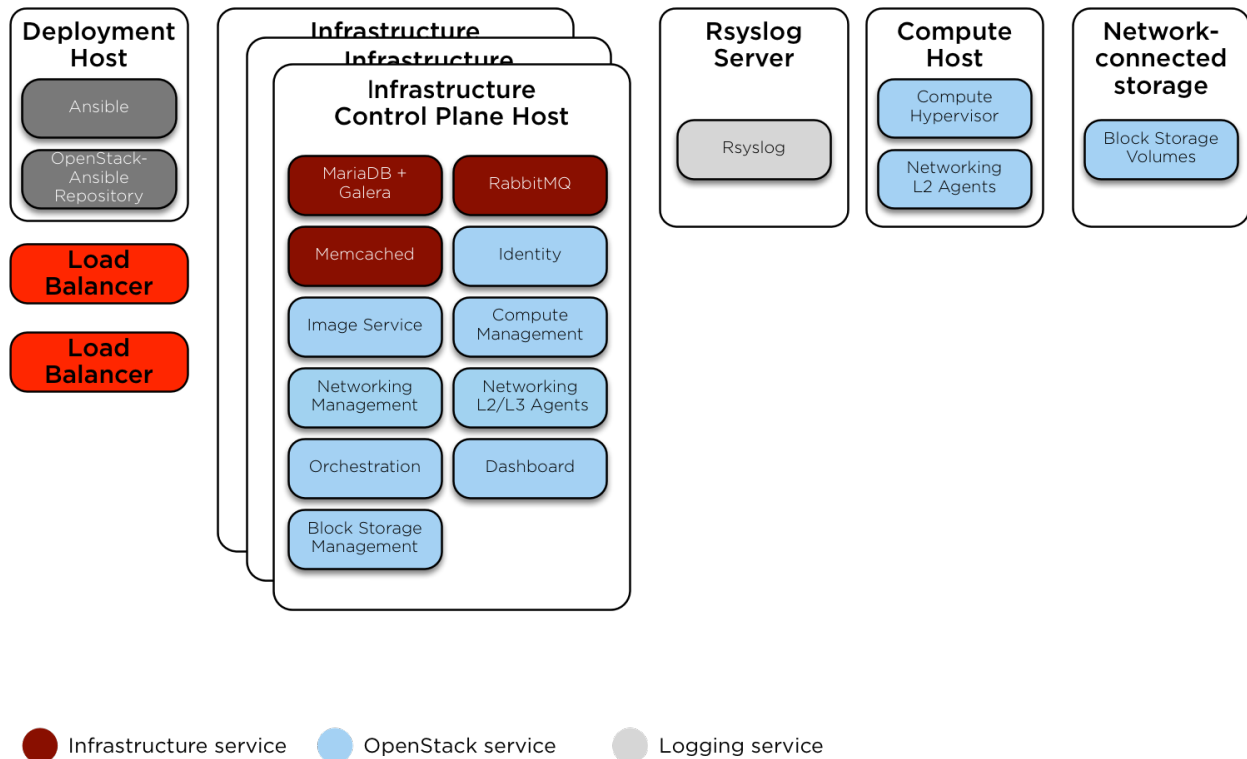 Deployment
Host
Ansible
OpenStack-
Ansible
Repository
Load
Balancer
Load
Balancer
Infrastructure
Infrastructure
Infrastructure
Control Plane Host
MariaDB +
Galera
RabbitMQ
Memcached
Identity
Image Service
Compute
Management
Networking
Management
Networking
L2/L3 Agents
Orchestration
Dashboard
Block Storage
Management
Rsyslog
Server
Rsyslog
Compute
Host
Compute
Hypervisor
Networking
L2 Agents
Network-
connected
storage
Block Storage
Volumes
Infrastructure service
OpenStack service
Logging service